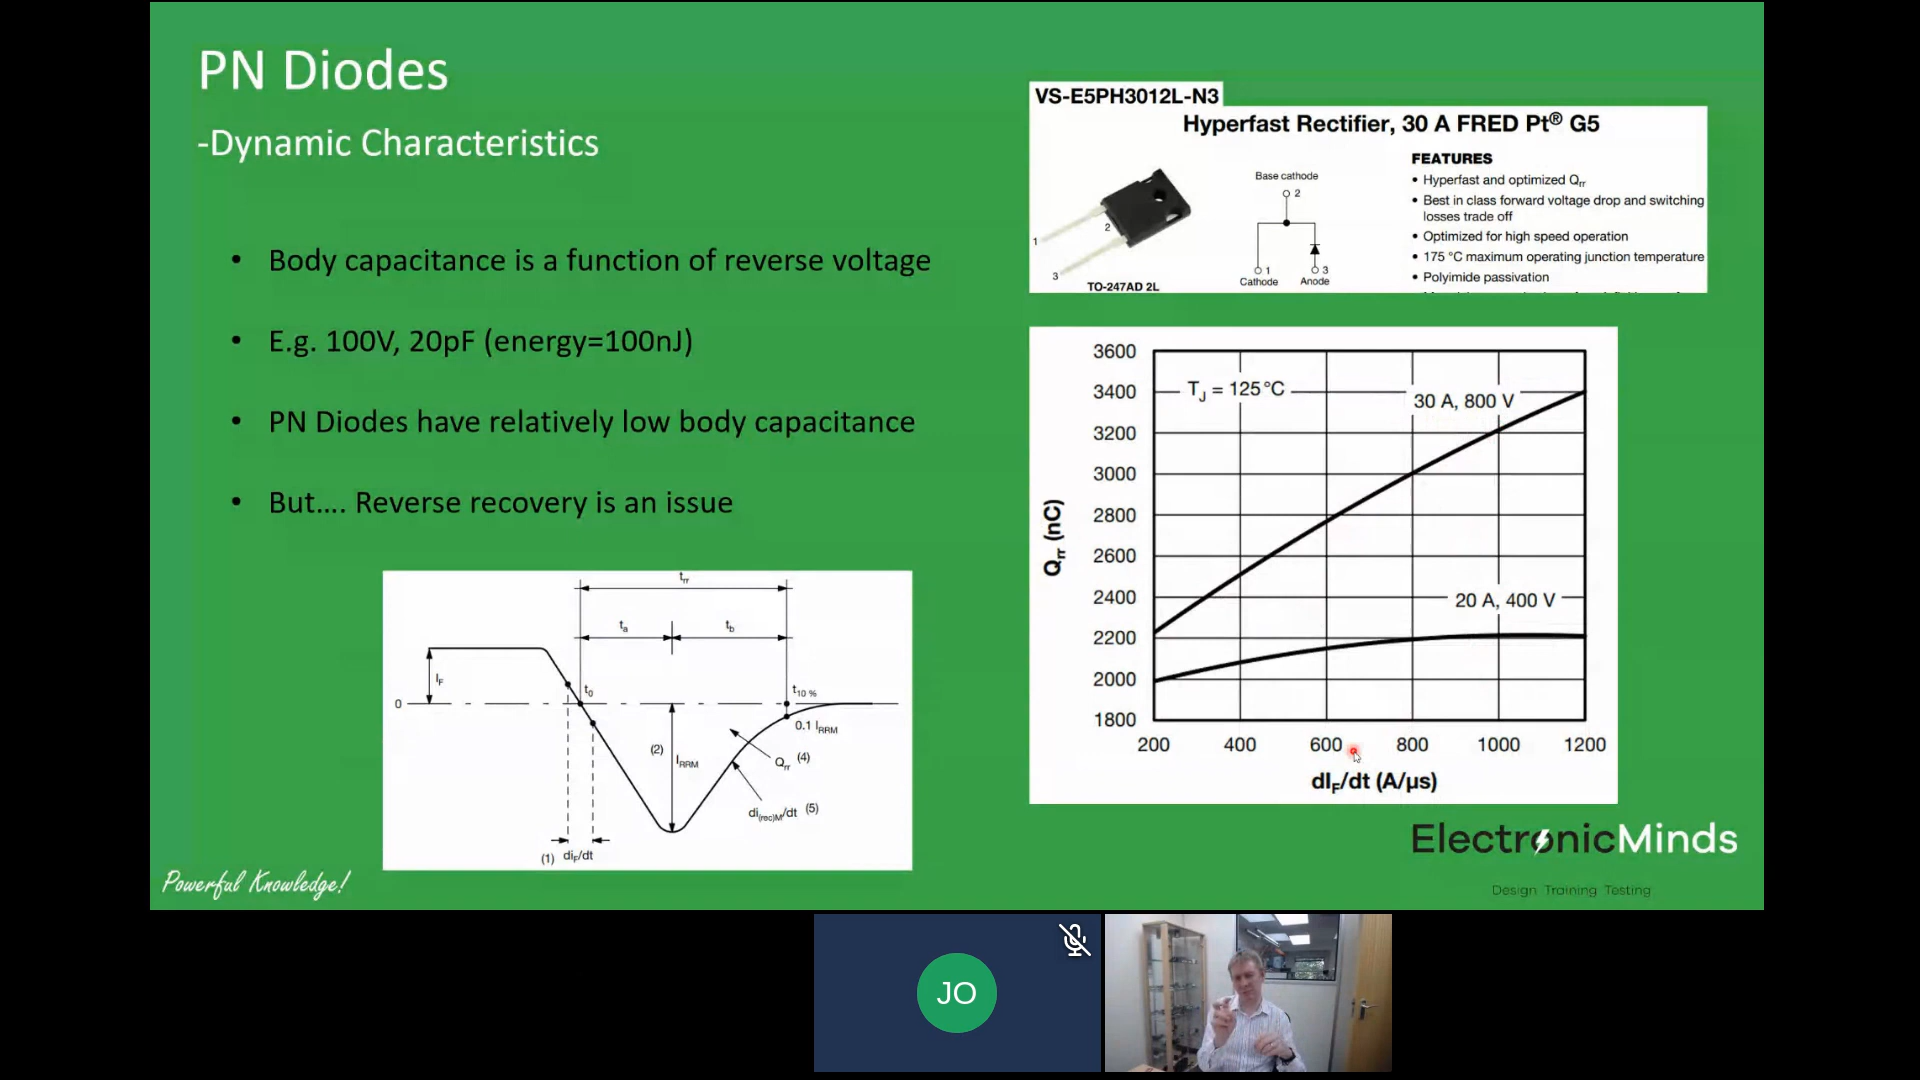 PN Diodes
-Dynamic Characteristics
• Body capacitance is a function of reverse voltage
• E.g. 100V, 20pF (energy=100nJ)
• PN Diodes have relatively low body capacitance
• But…. Reverse recovery is an issue
trr
ta
tb
IF
0
t0
t10 %
0.1 IRRM
(2)
IRRM
Qrr (4)
di(rec)M/dt (5)
(1) diF/dt
Powerful Knowledge!
VS-E5PH3012L-N3
Hyperfast Rectifier, 30 A FRED Pt® G5
1
2
3
TO-247AD 2L
Base cathode
2
1
3
Cathode
Anode
FEATURES
• Hyperfast and optimized Qrr
• Best in class forward voltage drop and switching
losses trade off
• Optimized for high speed operation
• 175 °C maximum operating junction temperature
• Polyimide passivation
Qrr (nC)
3600
3400
3200
3000
2800
2600
2400
2200
2000
1800
TJ = 125 °C
30 A, 800 V
20 A, 400 V
200 400 600 800 1000 1200
dIF/dt (A/µs)
ElectronicMinds
Design Training Testing
JO